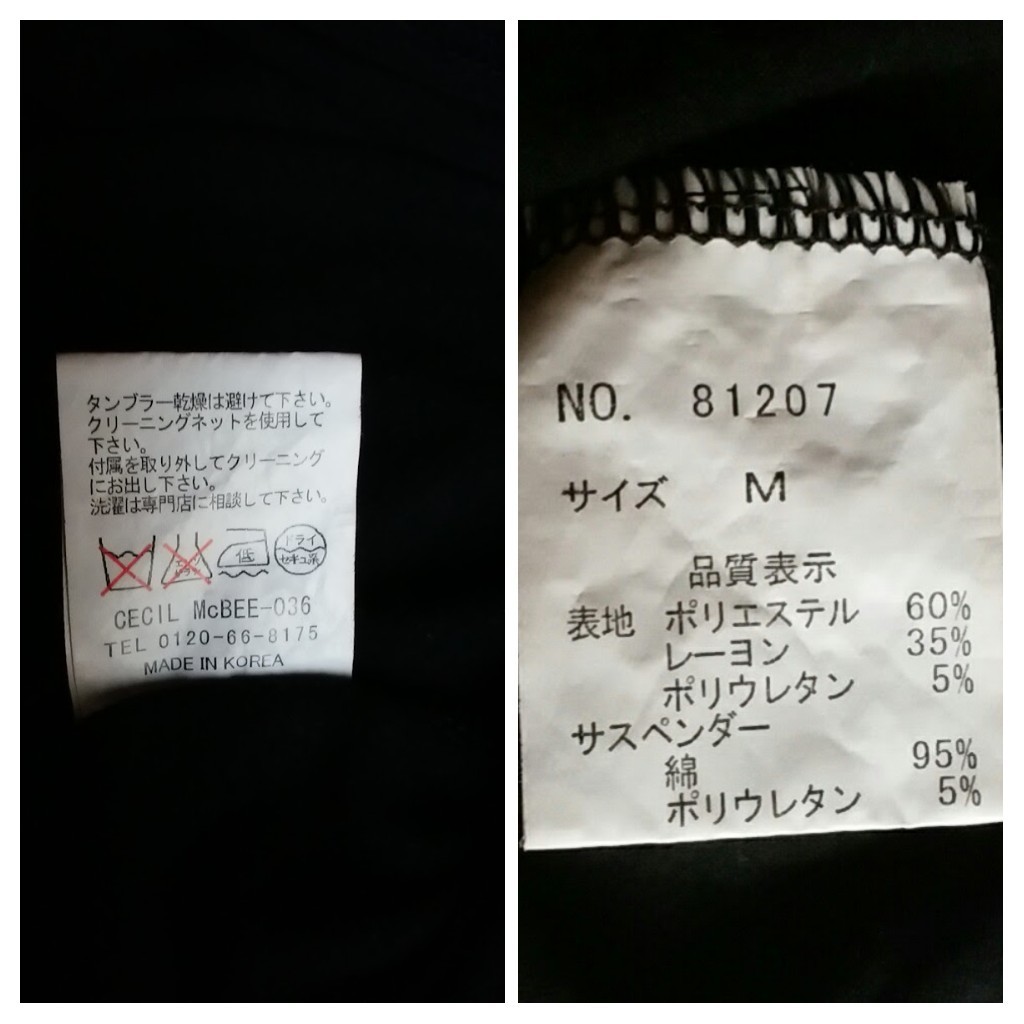 タンブラー乾燥は避けて下さい。
クリーニングネットを使用して
下さい。
付属を取り外してクリーニング
にお出し下さい。
洗濯は専門店に相談して下さい。
低
ドライ
セキユ系
CECIL McBEE-036
TEL 0120-66-8175
MADE IN KOREA
NO. 81207
サイズ M
品質表示
表地 ポリエステル 60%
レーヨン 35%
ポリウレタン 5%
サスペンダー
綿 95%
ポリウレタン 5%